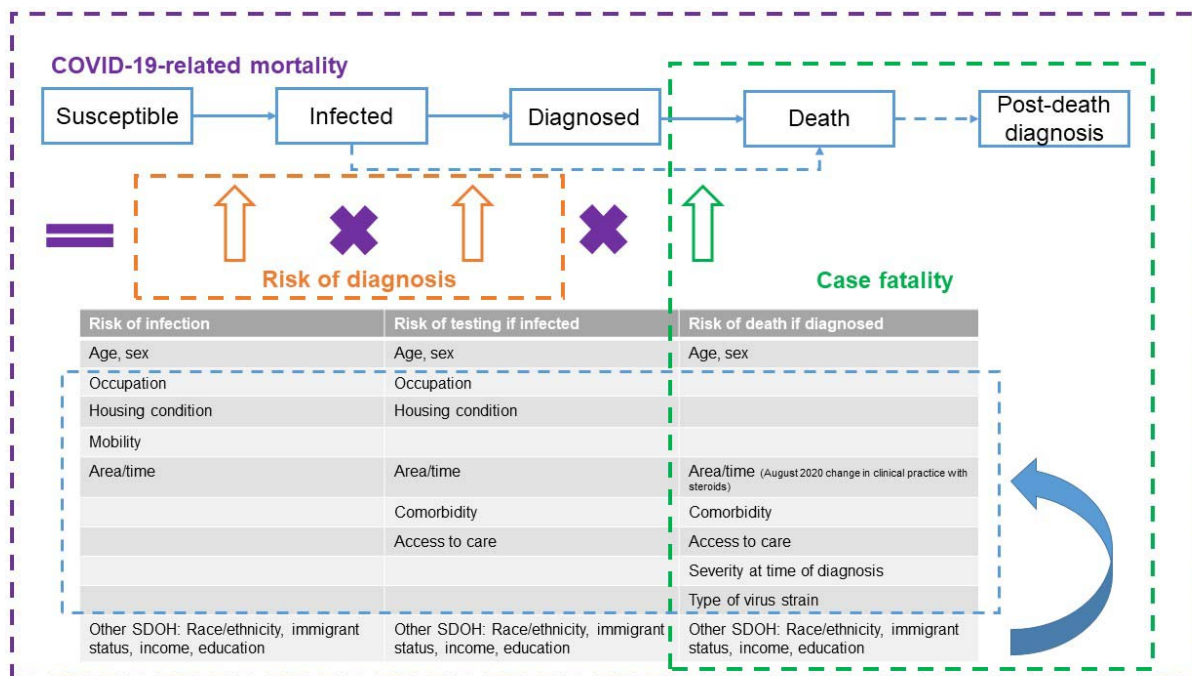 COVID-19-related mortality
Susceptible
Infected
Diagnosed
Death
Post-death
diagnosis
Risk of diagnosis
Case fatality
Risk of infection
Risk of testing if infected
Risk of death if diagnosed
Age, sex
Age, sex
Age, sex
Occupation
Occupation
Housing condition
Housing condition
Mobility
Area/time
Area/time
Area/time (August 2020 change in clinical practice with
steroids)
Comorbidity
Comorbidity
Access to care
Access to care
Severity at time of diagnosis
Type of virus strain
Other SDOH: Race/ethnicity, immigrant
status, income, education
Other SDOH: Race/ethnicity, immigrant
status, income, education
Other SDOH: Race/ethnicity, immigrant
status, income, education